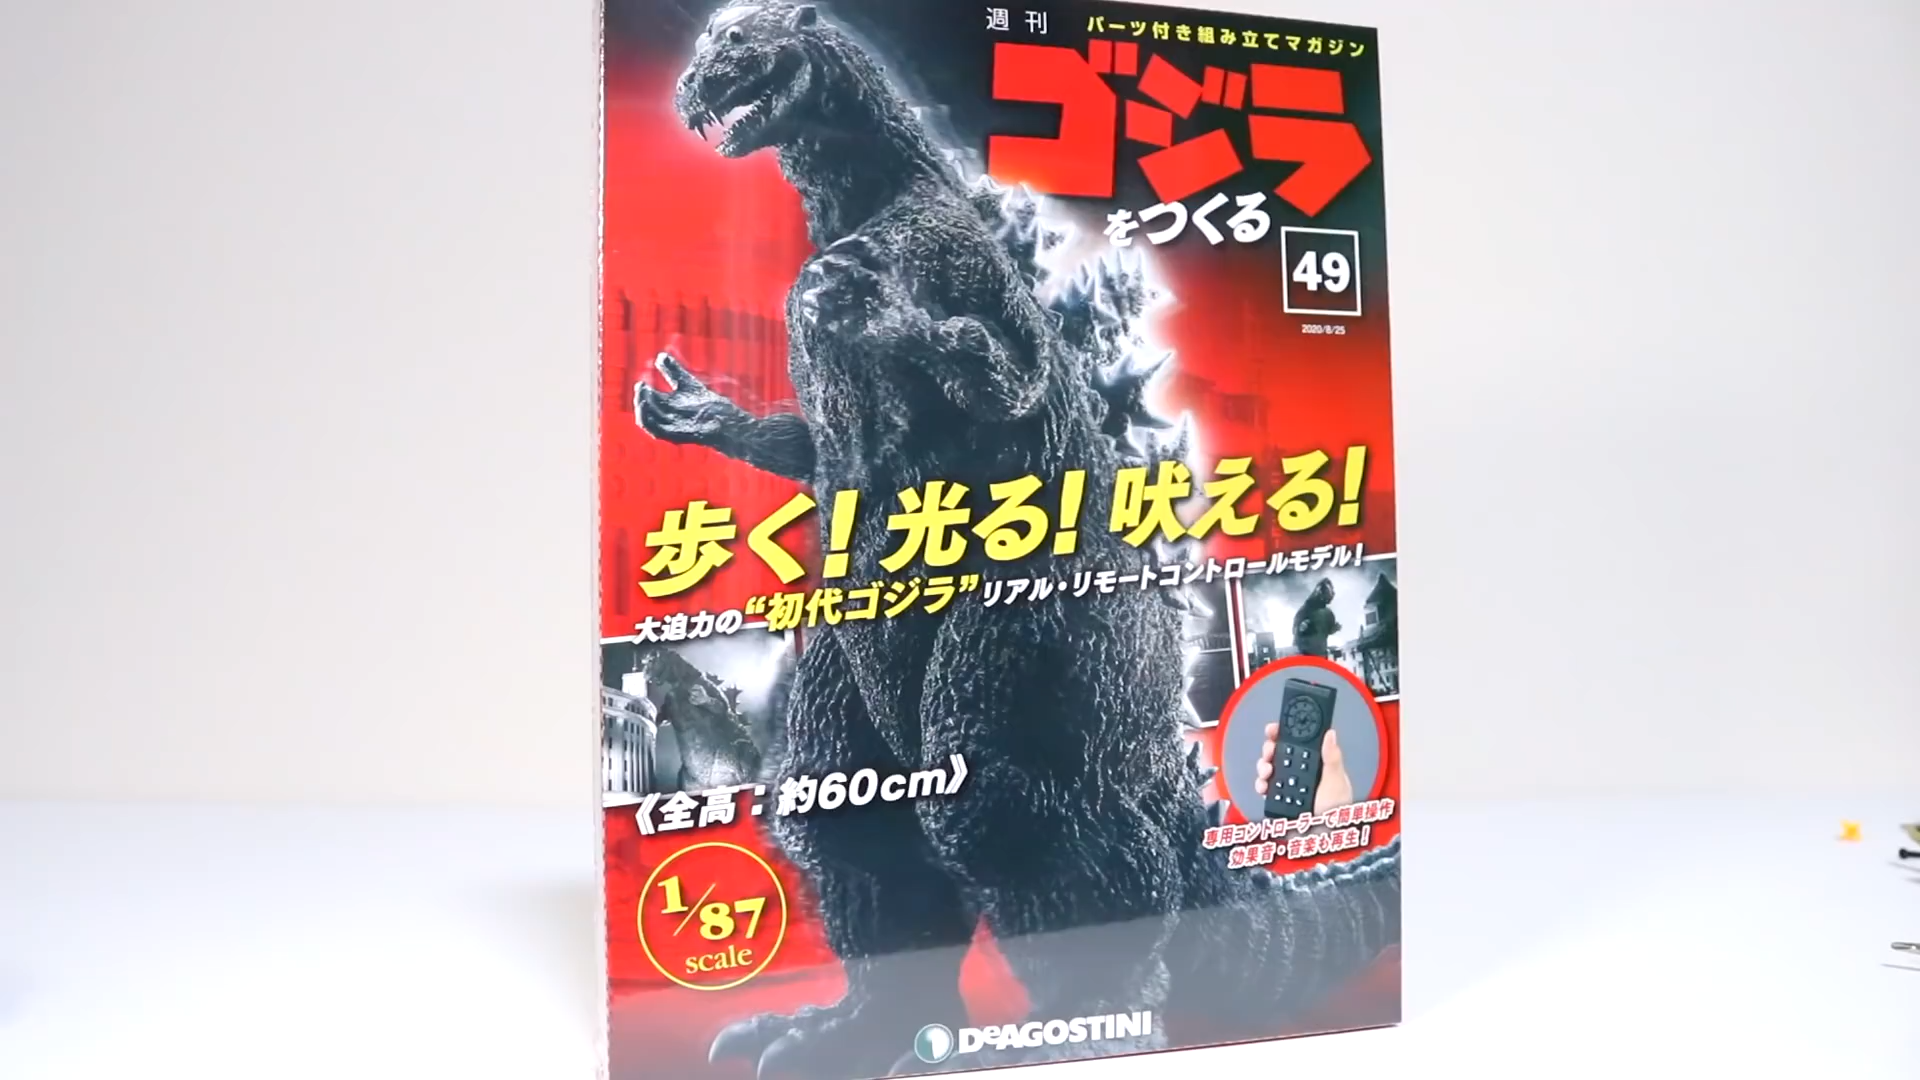 週刊
パーツ付き組み立てマガジン
ゴジラ
をつくる
49
2020/8/25
歩く!光る!吠える!
大迫力の“初代ゴジラ”リアル・リモートコントロールモデル!
《全高：約60cm》
専用コントローラーで簡単操作
効果音・音楽も再生!
1/87
scale
DeAGOSTINI